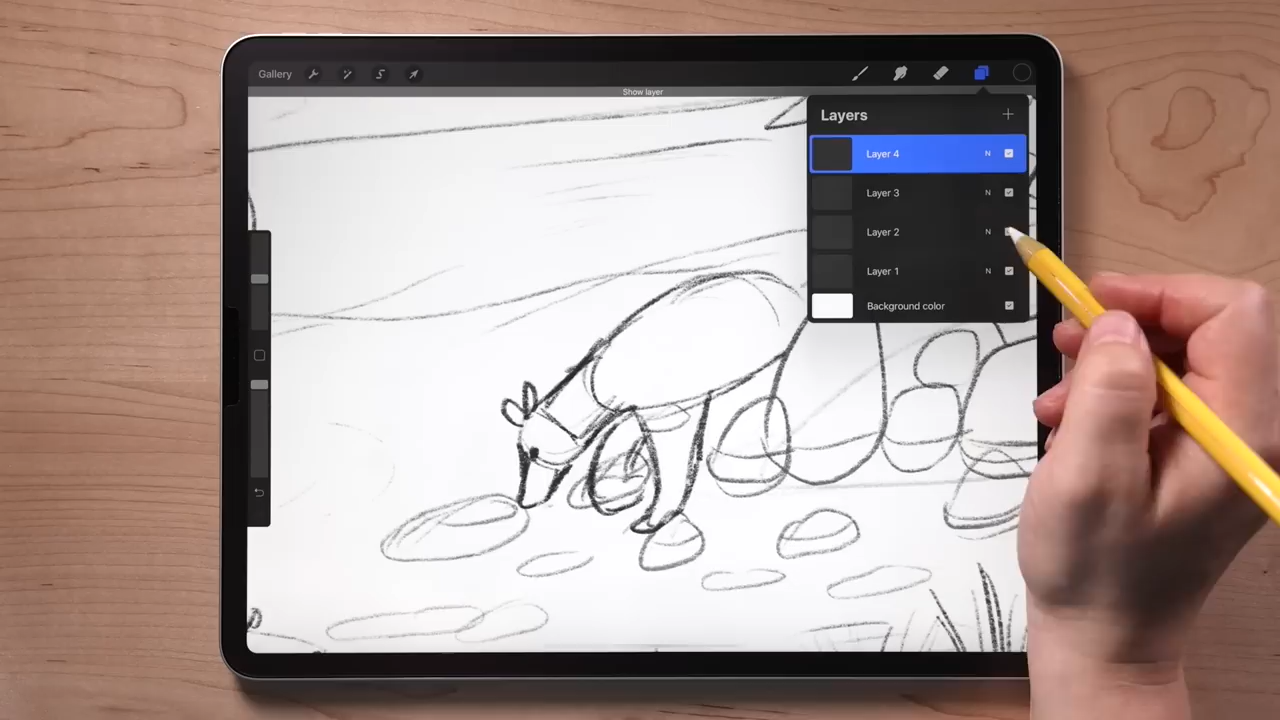 Gallery
Show layer
Layers
Layer 4 N
Layer 3 N
Layer 2 N
Layer 1 N
Background color